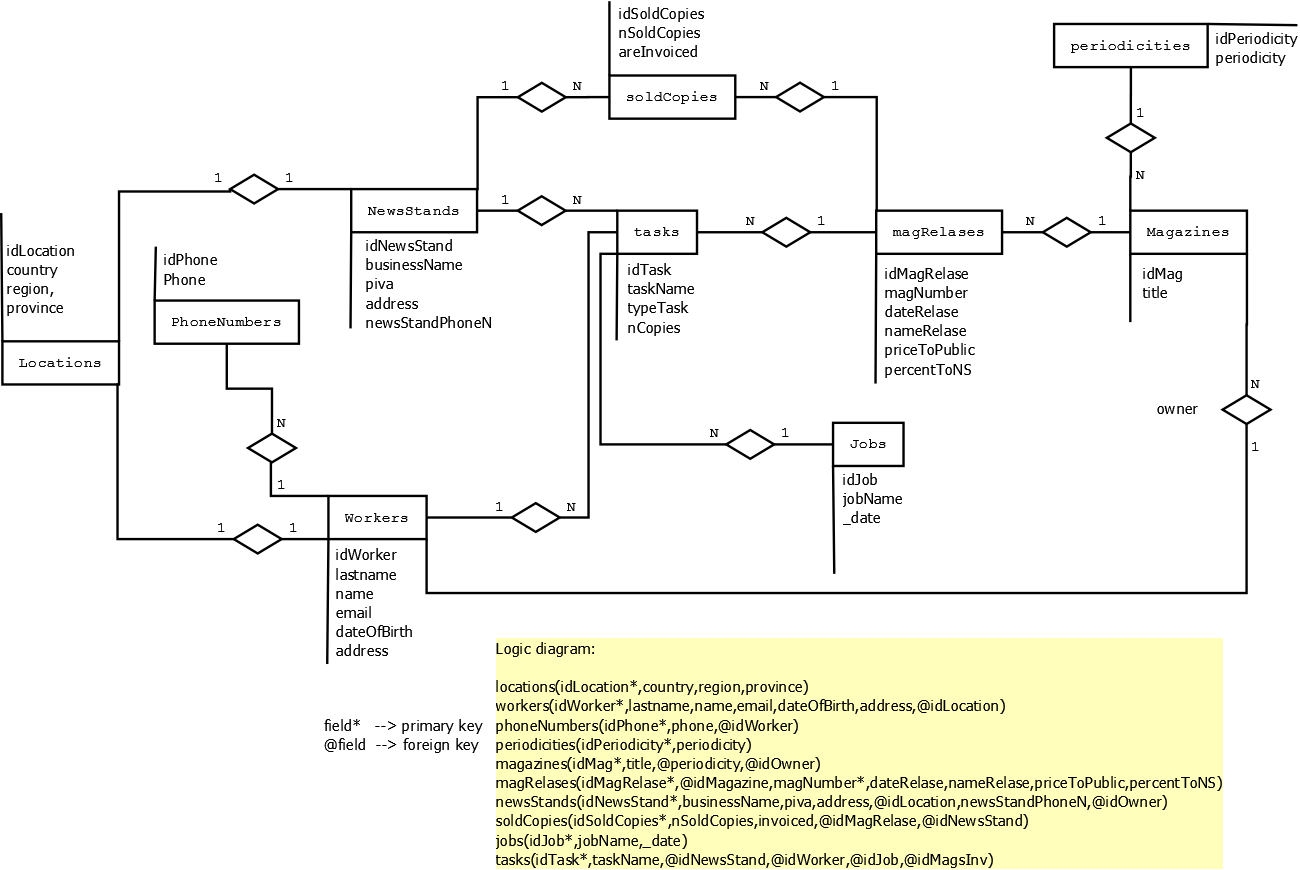 idSoldCopies
nSoldCopies
areInvoiced
soldCopies
1
N
N
1
periodicities
idPeriodicity
periodicity
1
N
1
1
NewsStands
idNewsStand
businessName
piva
address
newsStandPhoneN
1
N
tasks
idTask
taskName
typeTask
nCopies
N
1
magRelases
idMagRelase
magNumber
dateRelase
nameRelase
priceToPublic
percentToNS
N
1
Magazines
idMag
title
idLocation
country
region,
province
Locations
idPhone
Phone
PhoneNumbers
N
1
N
1
Jobs
idJob
jobName
_date
owner
N
1
1
1
Workers
idWorker
lastname
name
email
dateOfBirth
address
1
N
Logic diagram:
locations(idLocation*,country,region,province)
workers(idWorker*,lastname,name,email,dateOfBirth,address,@idLocation)
field* --> primary key
phoneNumbers(idPhone*,phone,@idWorker)
@field --> foreign key
periodicities(idPeriodicity*,periodicity)
magazines(idMag*,title,@periodicity,@idOwner)
magRelases(idMagRelase*,@idMagazine,magNumber*,dateRelase,nameRelase,priceToPublic,percentToNS)
newsStands(idNewsStand*,businessName,piva,address,@idLocation,newsStandPhoneN,@idOwner)
soldCopies(idSoldCopies*,nSoldCopies,invoiced,@idMagRelase,@idNewsStand)
jobs(idJob*,jobName,_date)
tasks(idTask*,taskName,@idNewsStand,@idWorker,@idJob,@idMagsInv)